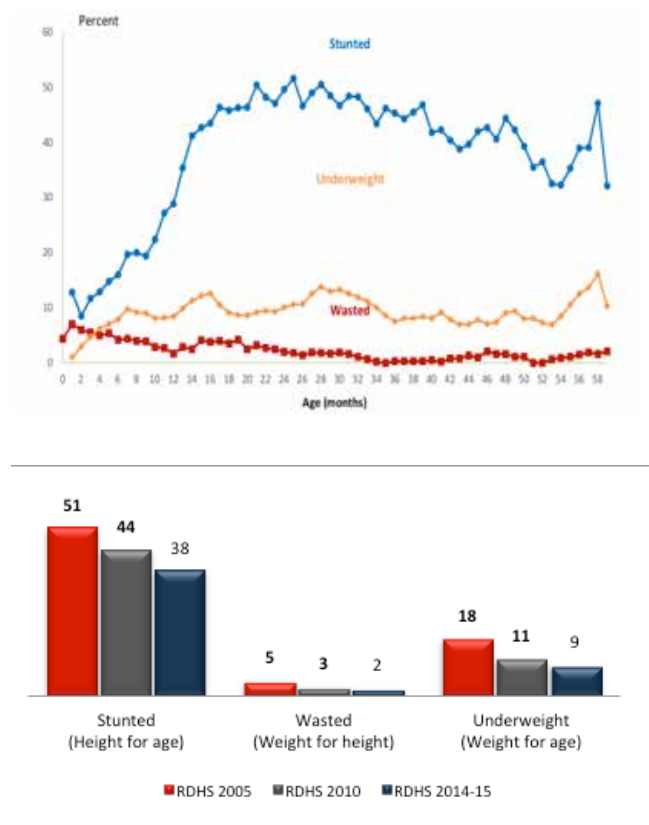 Percent
60
Stunted
50
40
Underweight
30
20
10
Wasted
0
0 2 4 6 8 10 12 14 16 18 20 22 24 26 28 30 32 34 36 38 40 42 44 46 48 50 52 54 56 58
Age (months)
51
44
38
5
3
2
18
11
9
Stunted
(Height for age)
Wasted
(Weight for height)
Underweight
(Weight for age)
RDHS 2005 RDHS 2010 RDHS 2014-15